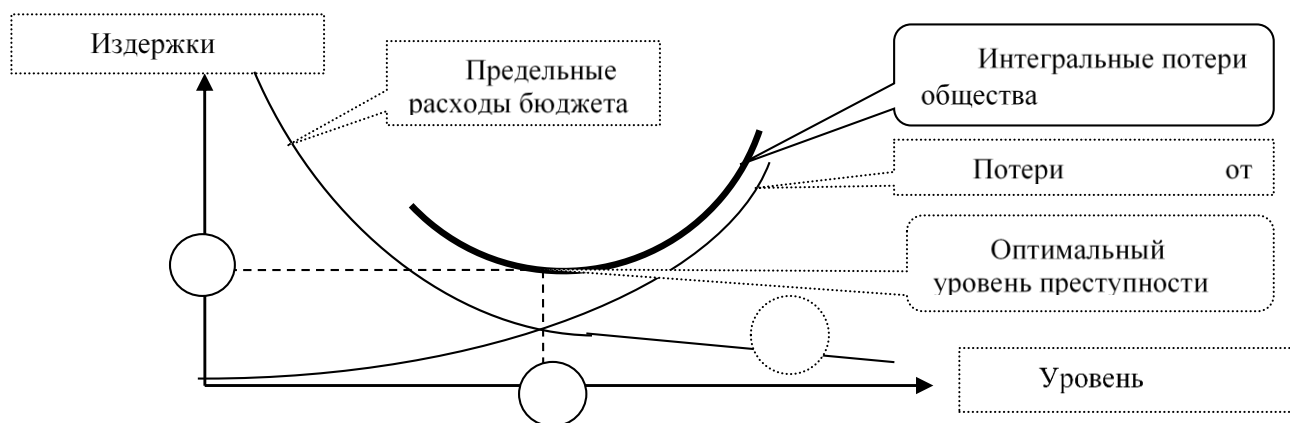 Издержки
Предельные
расходы бюджета
Интегральные потери
общества
Потери от
Оптимальный
уровень преступности
Уровень